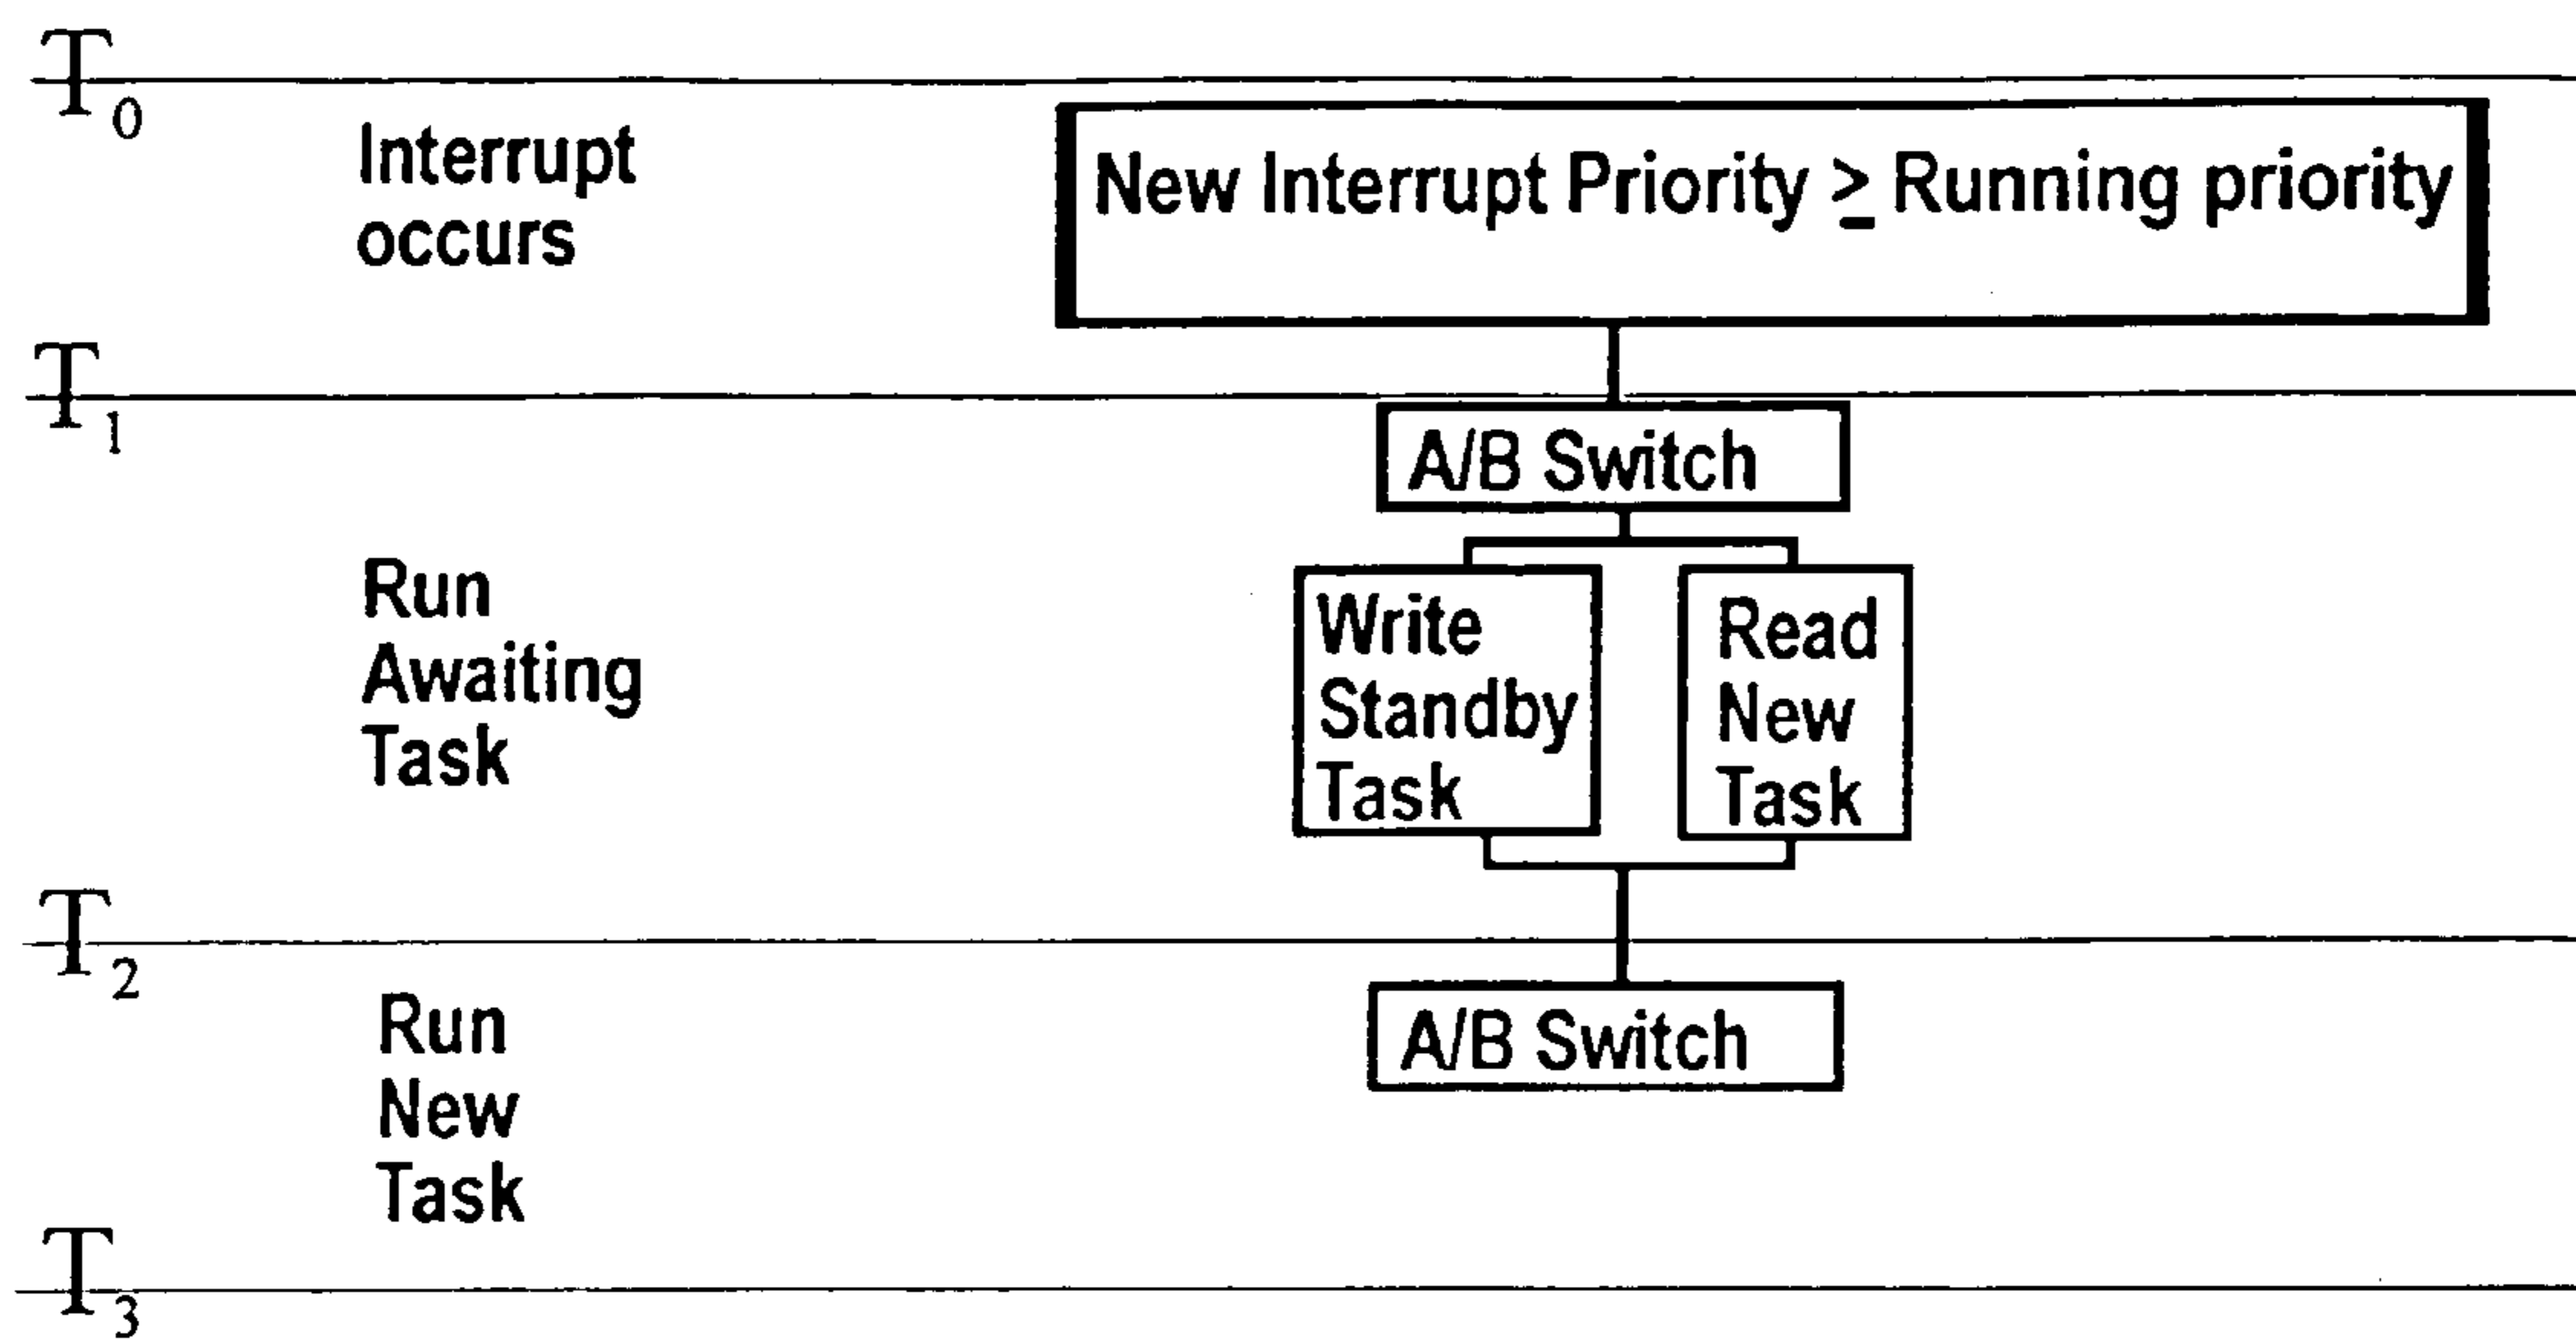 T0
Interrupt
occurs
New Interrupt Priority ≥ Running priority
T1
A/B Switch
Run
Awaiting
Task
Write
Standby
Task
Read
New
Task
T2
Run
New
Task
A/B Switch
T3